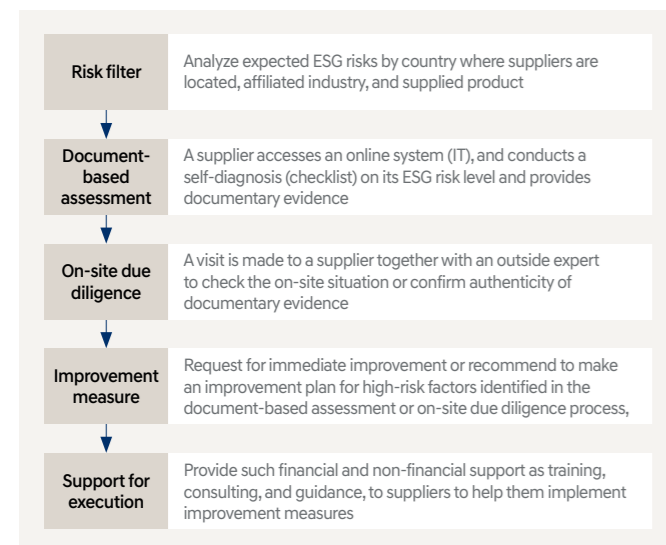 Risk filter
Analyze expected ESG risks by country where suppliers are
located, affiliated industry, and supplied product
Document-
based
assessment
A supplier accesses an online system (IT), and conducts a
self-diagnosis (checklist) on its ESG risk level and provides
documentary evidence
On-site due
diligence
A visit is made to a supplier together with an outside expert
to check the on-site situation or confirm authenticity of
documentary evidence
Improvement
measure
Request for immediate improvement or recommend to make
an improvement plan for high-risk factors identified in the
document-based assessment or on-site due diligence process,
Support for
execution
Provide such financial and non-financial support as training,
consulting, and guidance, to suppliers to help them implement
improvement measures